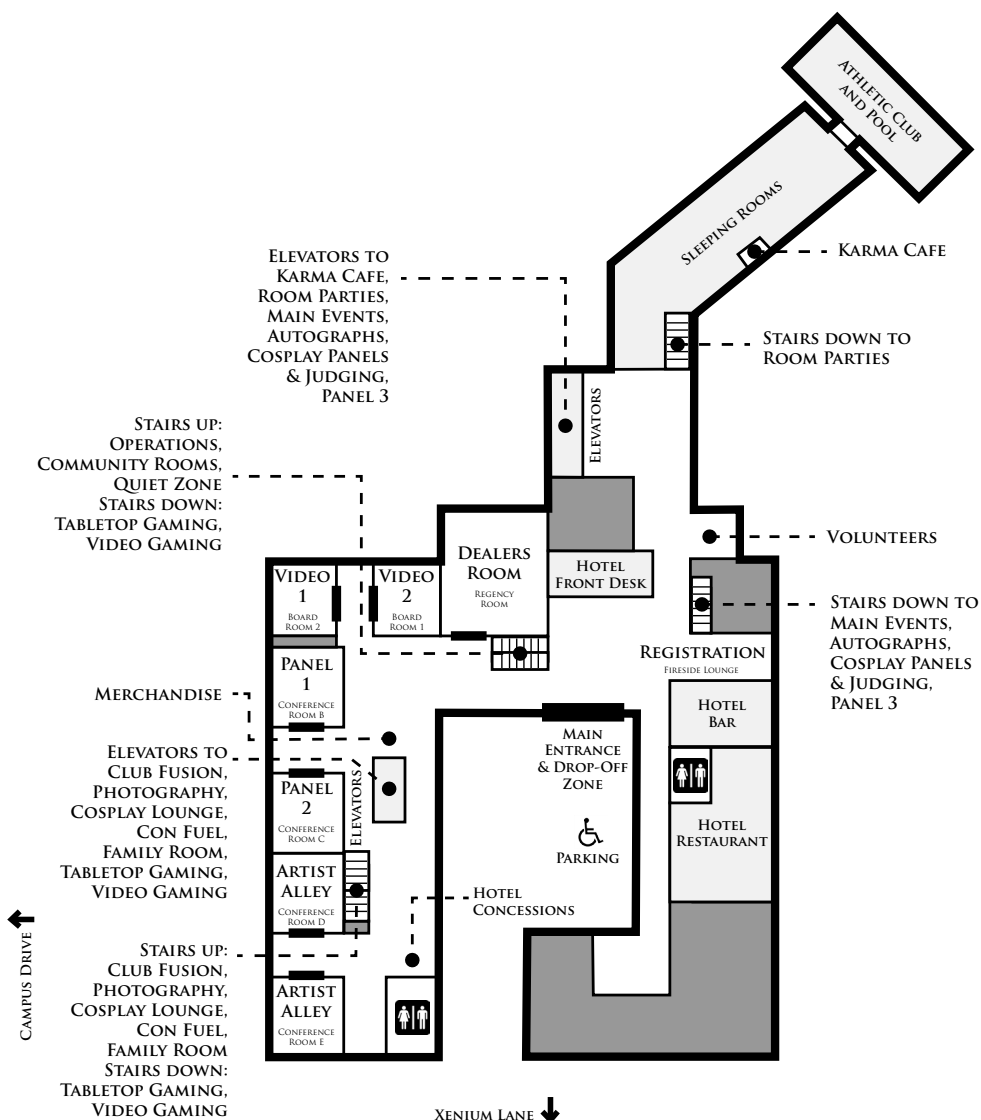 Athletic Club
and Pool
Sleeping Rooms
Karma Cafe
Elevators to
Karma Cafe,
Room Parties,
Main Events,
Autographs,
Cosplay Panels
& Judging,
Panel 3
Stairs down to
Room Parties
Elevators
Stairs up:
Operations,
Community Rooms,
Quiet Zone
Stairs down:
Tabletop Gaming,
Video Gaming
Volunteers
Dealers
Room
Regency
Room
Hotel
Front Desk
Video
1
Board
Room 2
Video
2
Board
Room 1
Stairs down to
Main Events,
Autographs,
Cosplay Panels
& Judging,
Panel 3
Registration
Fireside Lounge
Panel
1
Conference
Room B
Merchandise
Hotel
Bar
Main
Entrance
& Drop-Off
Zone
Elevators to
Club Fusion,
Photography,
Cosplay Lounge,
Con Fuel,
Family Room,
Tabletop Gaming,
Video Gaming
Elevators
Panel
2
Conference
Room C
Parking
Hotel
Restaurant
Artist
Alley
Conference
Room D
Hotel
Concessions
Stairs up:
Club Fusion,
Photography,
Cosplay Lounge,
Con Fuel,
Family Room
Stairs down:
Tabletop Gaming,
Video Gaming
Artist
Alley
Conference
Room E
Campus Drive
Xenium Lane